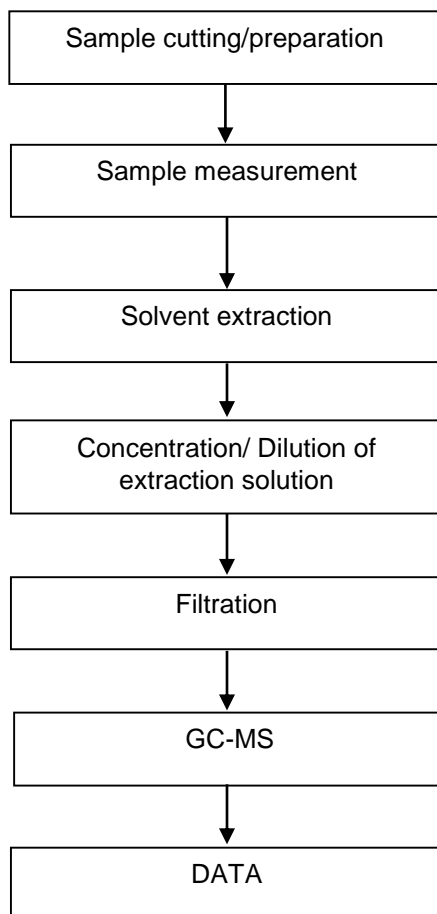 Sample cutting/preparation
Sample measurement
Solvent extraction
Concentration/ Dilution of
extraction solution
Filtration
GC-MS
DATA